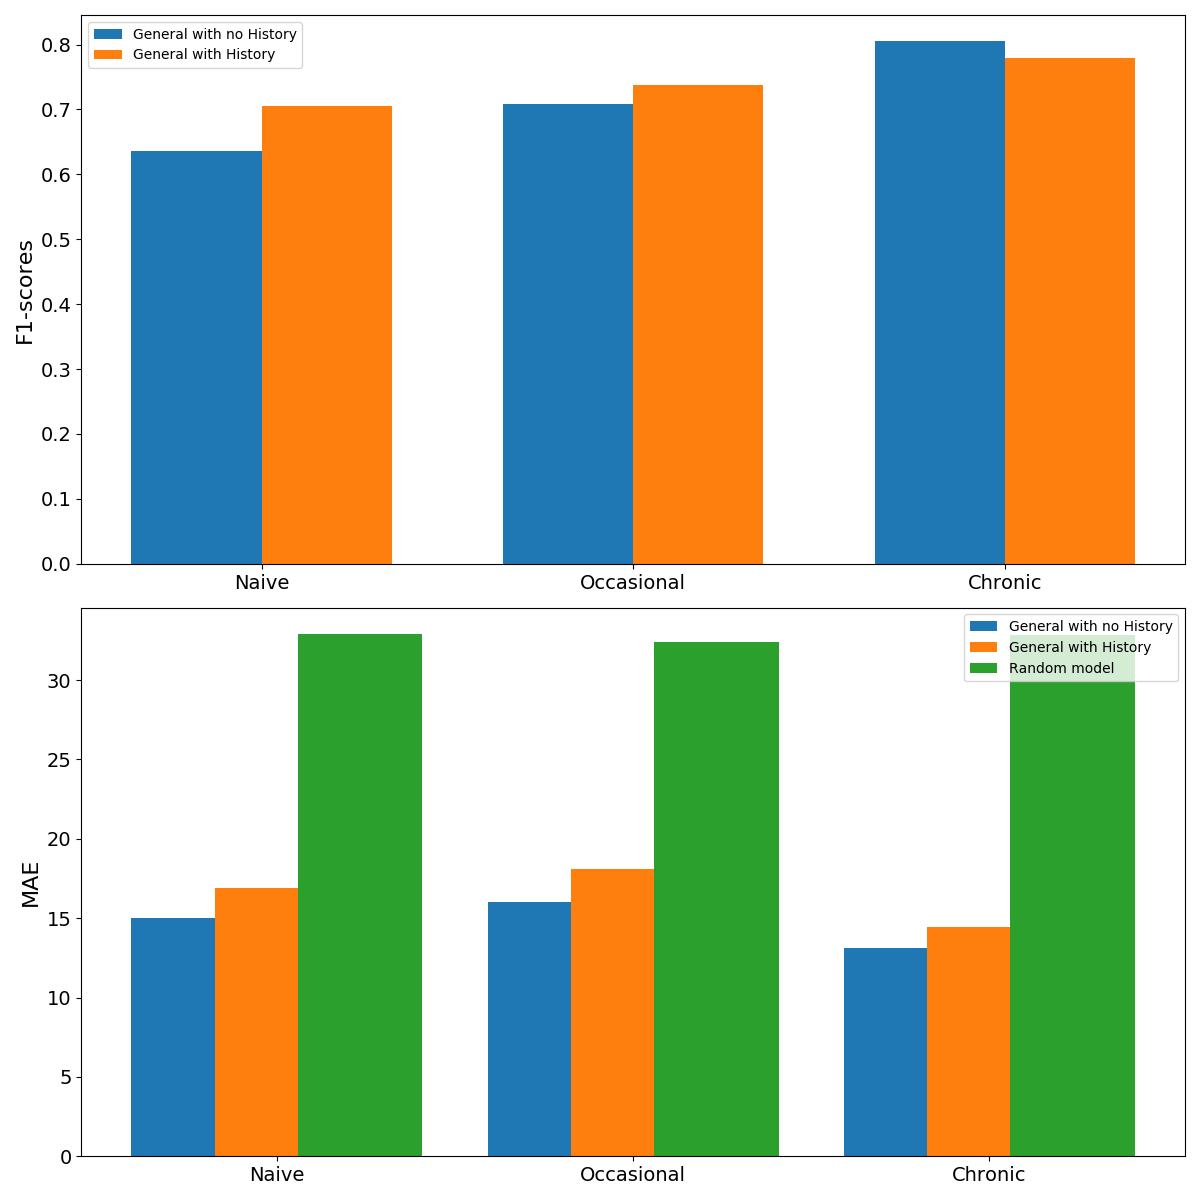 General with no History
General with History
0.8
0.7
0.6
0.5
0.4
0.3
0.2
0.1
0.0
F1-scores
Naive Occasional Chronic
General with no History
General with History
Random model
30
25
20
15
10
5
0
MAE
Naive Occasional Chronic